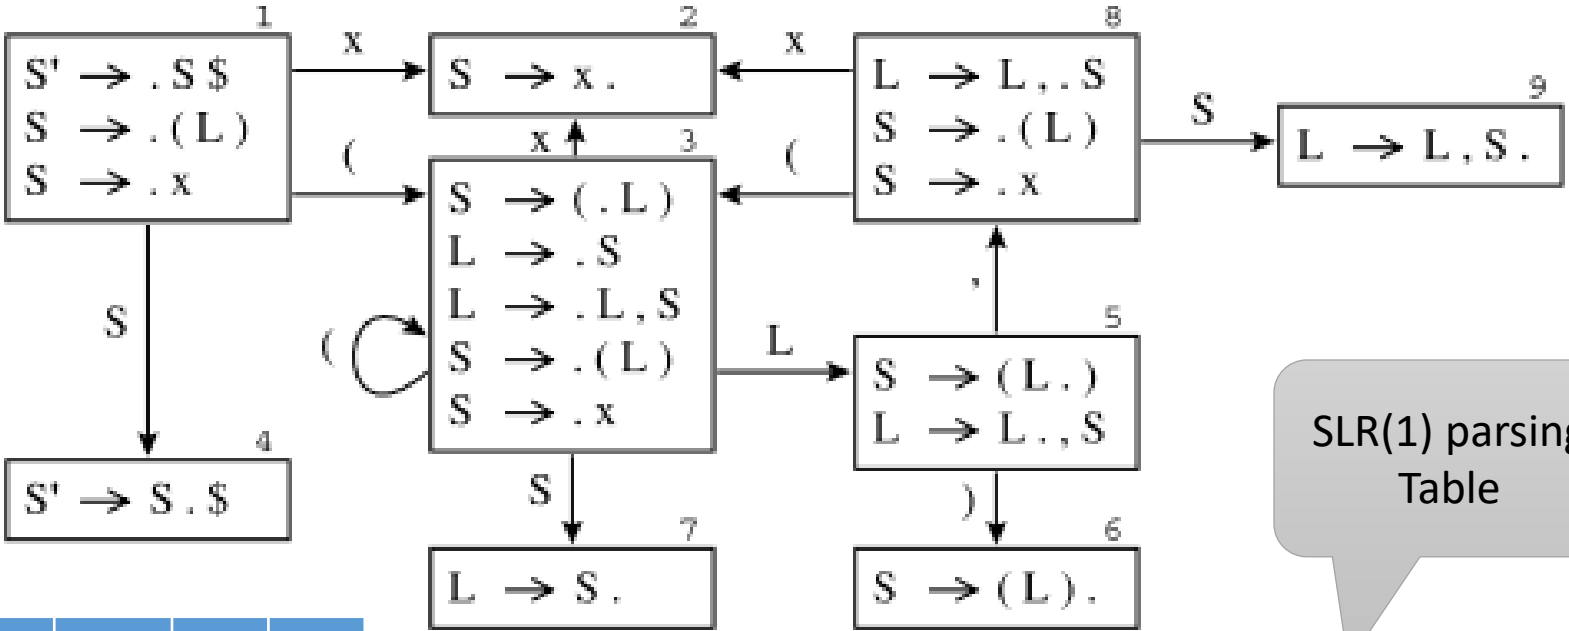 1
S' → . S $
S → . ( L )
S → . x
x
(
S
2
S → x .
x
3
S → ( . L )
L → . S
L → . L , S
S → . ( L )
S → . x
(
L
S
4
S' → S . $
8
L → L , . S
S → . ( L )
S → . x
x
(
S
9
L → L , S .
,
5
S → ( L . )
L → L . , S
)
6
S → ( L ) .
7
L → S .
SLR(1) parsing
Table